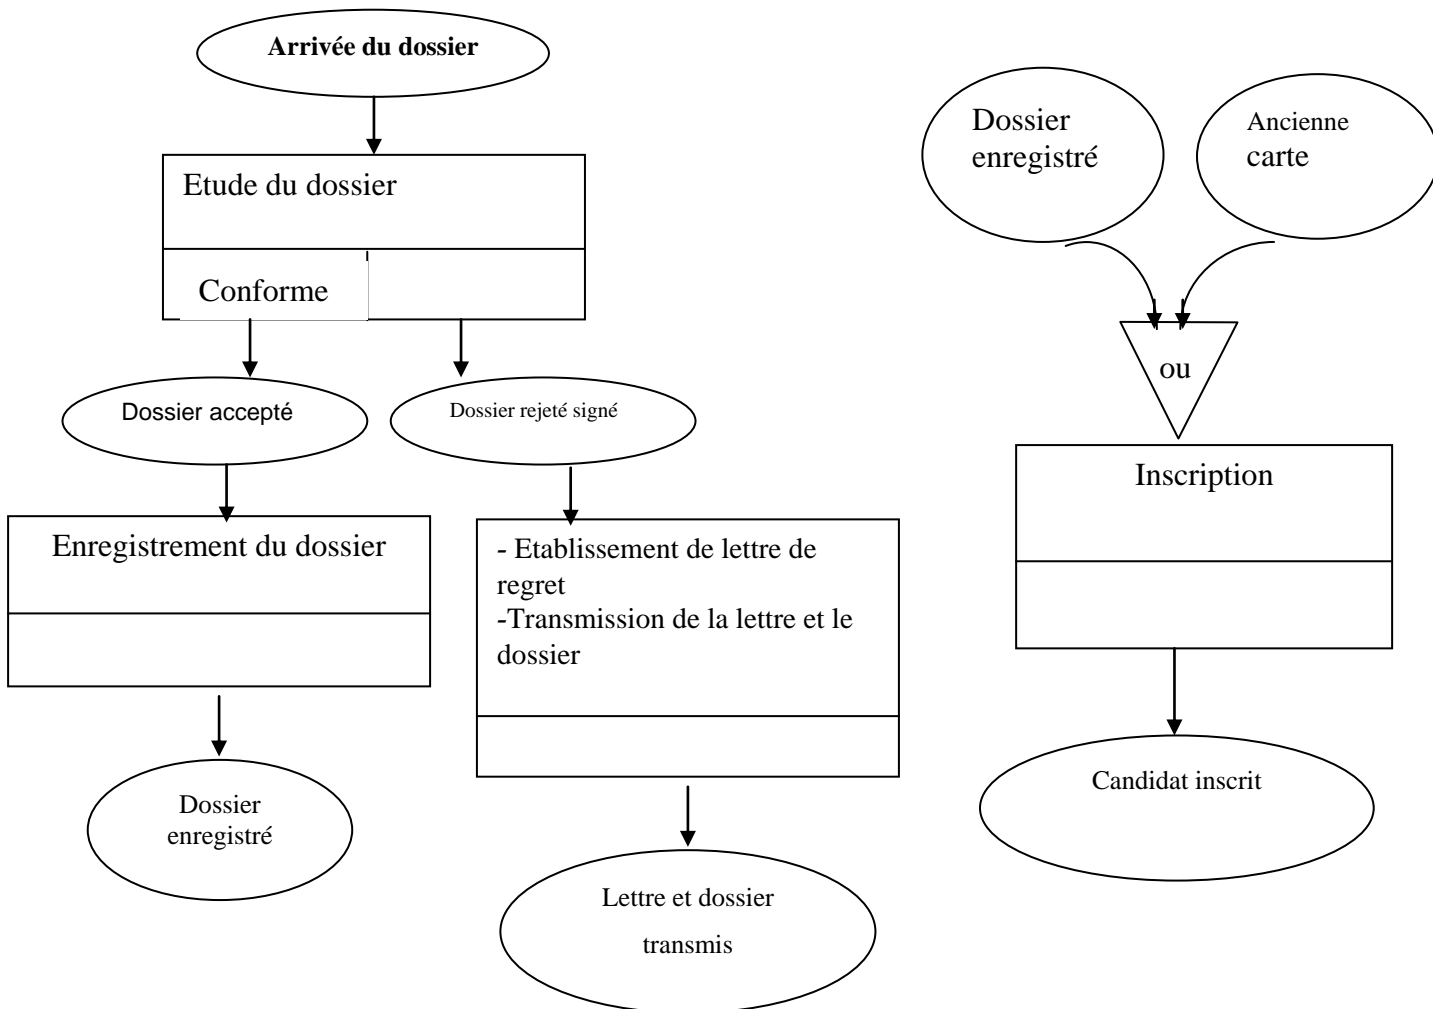 Arrivée du dossier
Etude du dossier
Conforme
Dossier accepté
Dossier rejeté signé
Enregistrement du dossier
- Etablissement de lettre de
regret
-Transmission de la lettre et le
dossier
Dossier
enregistré
Lettre et dossier
transmis
Dossier
enregistré
Ancienne
carte
ou
Inscription
Candidat inscrit